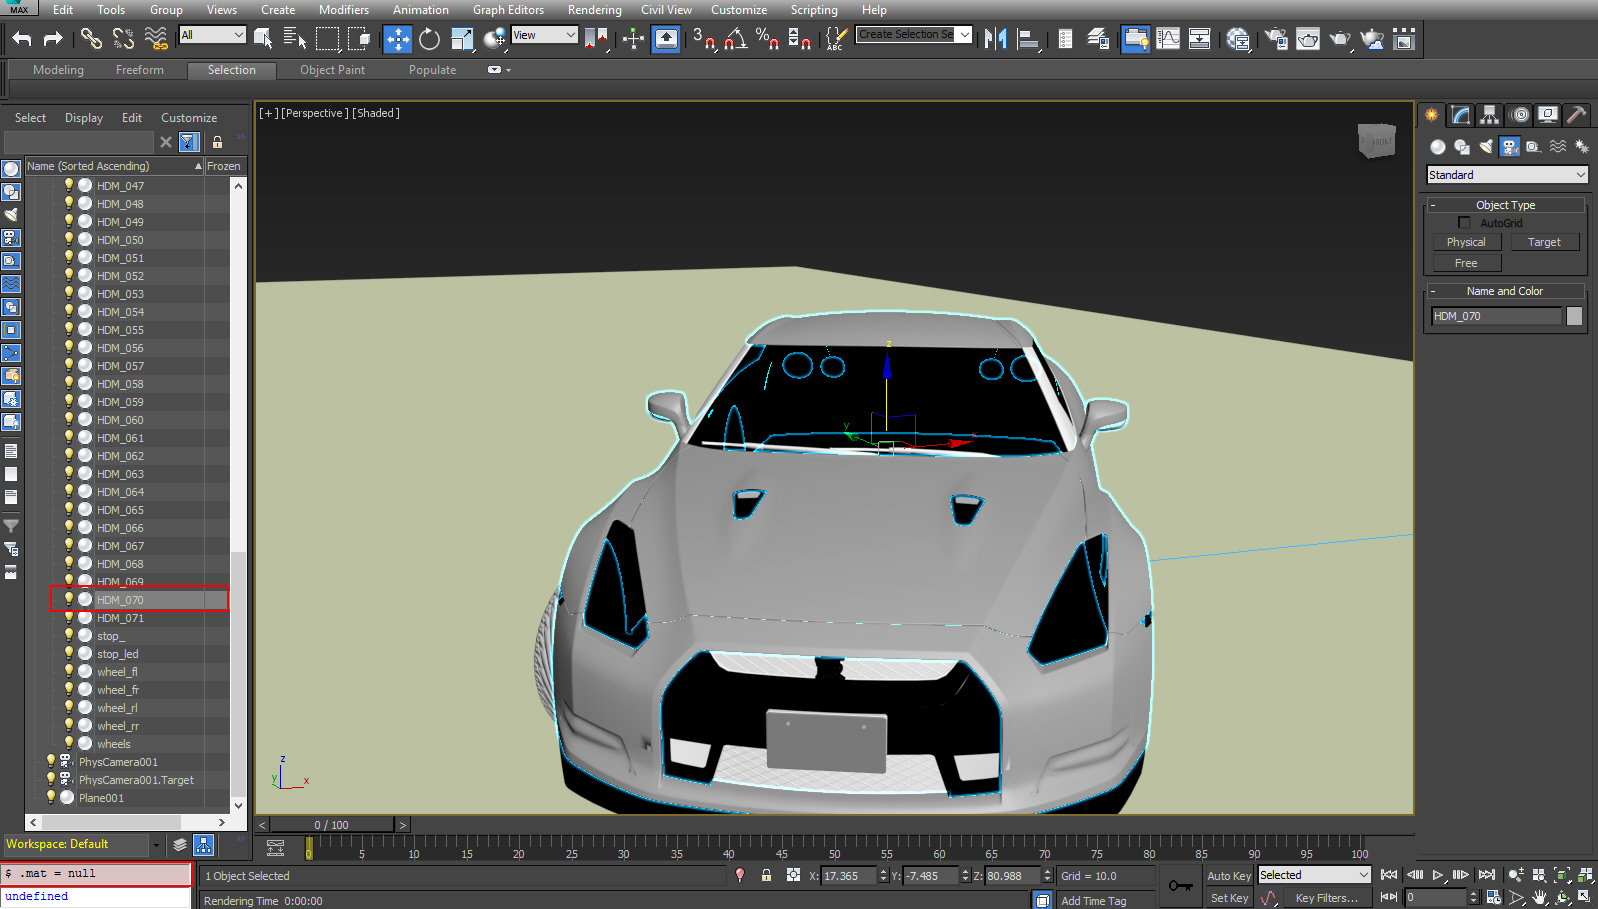 MAX Edit Tools Group Views Create Modifiers Animation Graph Editors Rendering Civil View Customize Scripting Help
All View 3 % ABC Create Selection Se
Modeling Freeform Selection Object Paint Populate
Select Display Edit Customize
[+][Perspective][Shaded]
FRONT
Name (Sorted Ascending) Frozen
HDM_047
HDM_048
HDM_049
HDM_050
HDM_051
HDM_052
HDM_053
HDM_054
HDM_055
HDM_056
HDM_057
HDM_058
HDM_059
HDM_060
HDM_061
HDM_062
HDM_063
HDM_064
HDM_065
HDM_066
HDM_067
HDM_068
HDM_069
HDM_070
HDM_071
stop_
stop_led
wheel_fl
wheel_fr
wheel_rl
wheel_rr
wheels
PhysCamera001
PhysCamera001.Target
Plane001
z
y
x
z
y
x
Standard
- Object Type
AutoGrid
Physical Target
Free
- Name and Color
HDM_070
< 0 / 100 >
Workspace: Default
0 5 10 15 20 25 30 35 40 45 50 55 60 65 70 75 80 85 90 95 100
$ .mat = null
undefined
1 Object Selected X: 17.365 Y: -7.485 Z: 80.988 Grid = 10.0
Rendering Time 0:00:00 Add Time Tag
Auto Key Selected
Set Key Key Filters... 0